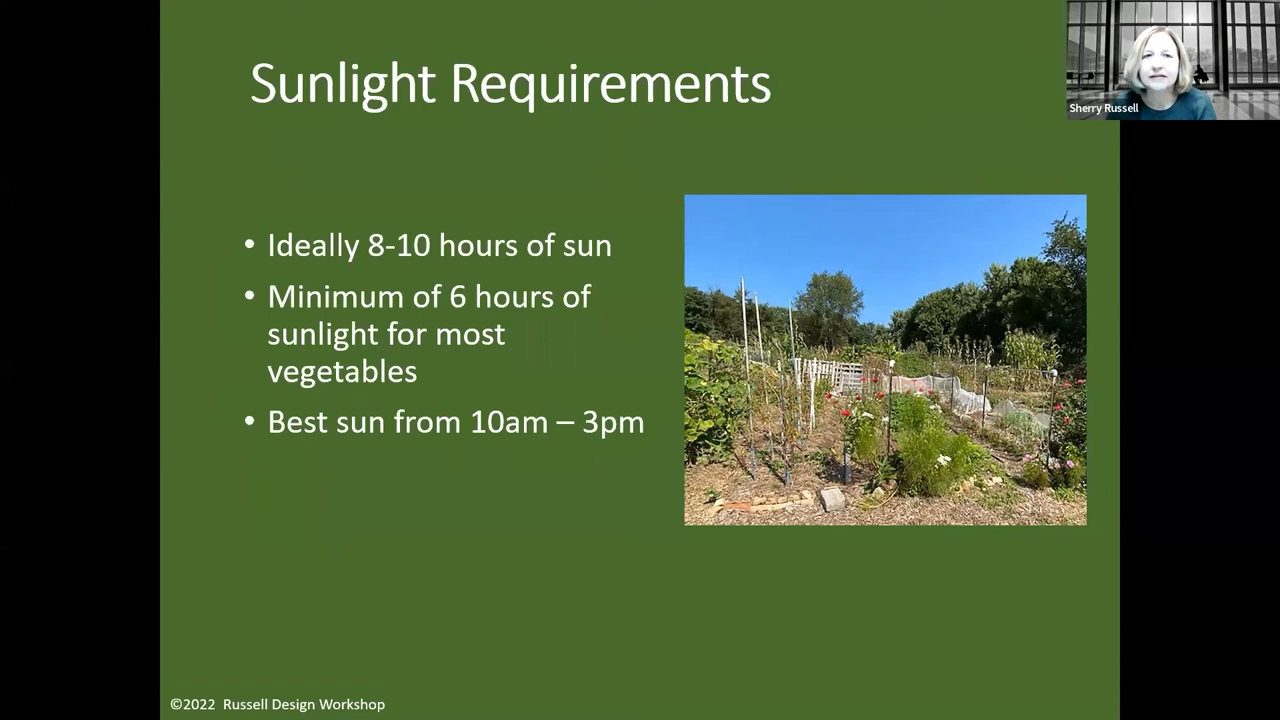 Sunlight Requirements
Sherry Russell
• Ideally 8-10 hours of sun
• Minimum of 6 hours of
sunlight for most
vegetables
• Best sun from 10am – 3pm
©2022 Russell Design Workshop